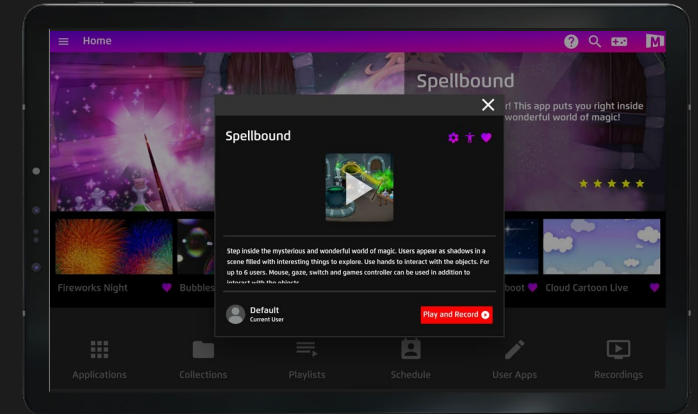 Home
Spellbound
r! This app puts you right inside
wonderful world of magic!
Spellbound
Step inside the mysterious and wonderful world of magic. Users appear as shadows in a
scene filled with interesting things to explore. Use hands to interact with the objects. For
up to 6 users. Mouse, gaze, switch and games controller can be used in addition to
interact with the objects
Default
Current User
Play and Record
Fireworks Night
Bubbles
boot
Cloud Cartoon Live
Applications
Collections
Playlists
Schedule
User Apps
Recordings